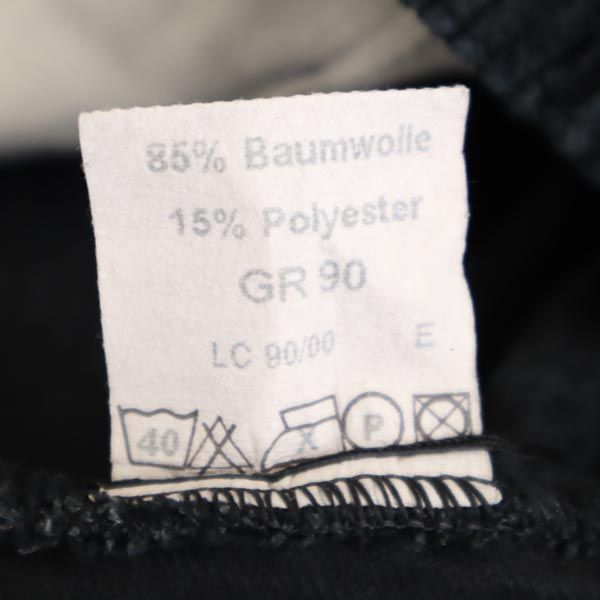 85% Baumwolle
15% Polyester
GR 90
LC 90/00 E
40 X P